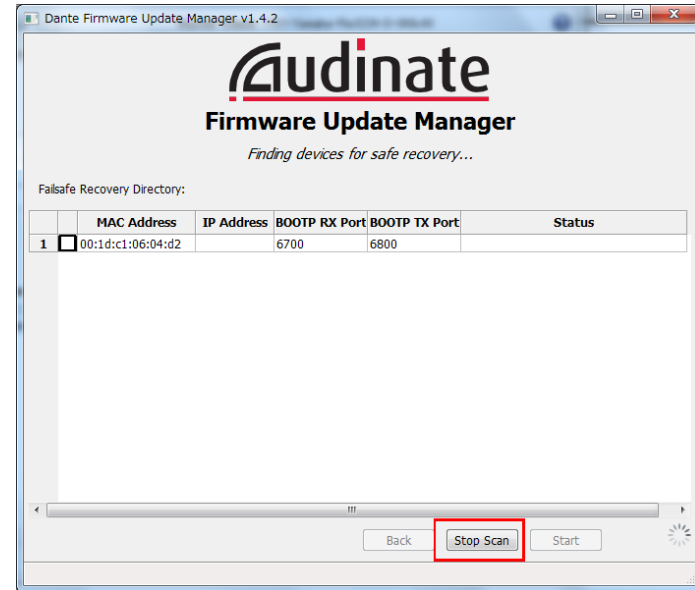 Dante Firmware Update Manager v1.4.2
Audinate
Firmware Update Manager
Finding devices for safe recovery...
Failsafe Recovery Directory:
MAC Address IP Address BOOTP RX Port BOOTP TX Port Status
1 00:1d:c1:06:04:d2 6700 6800
Back Stop Scan Start